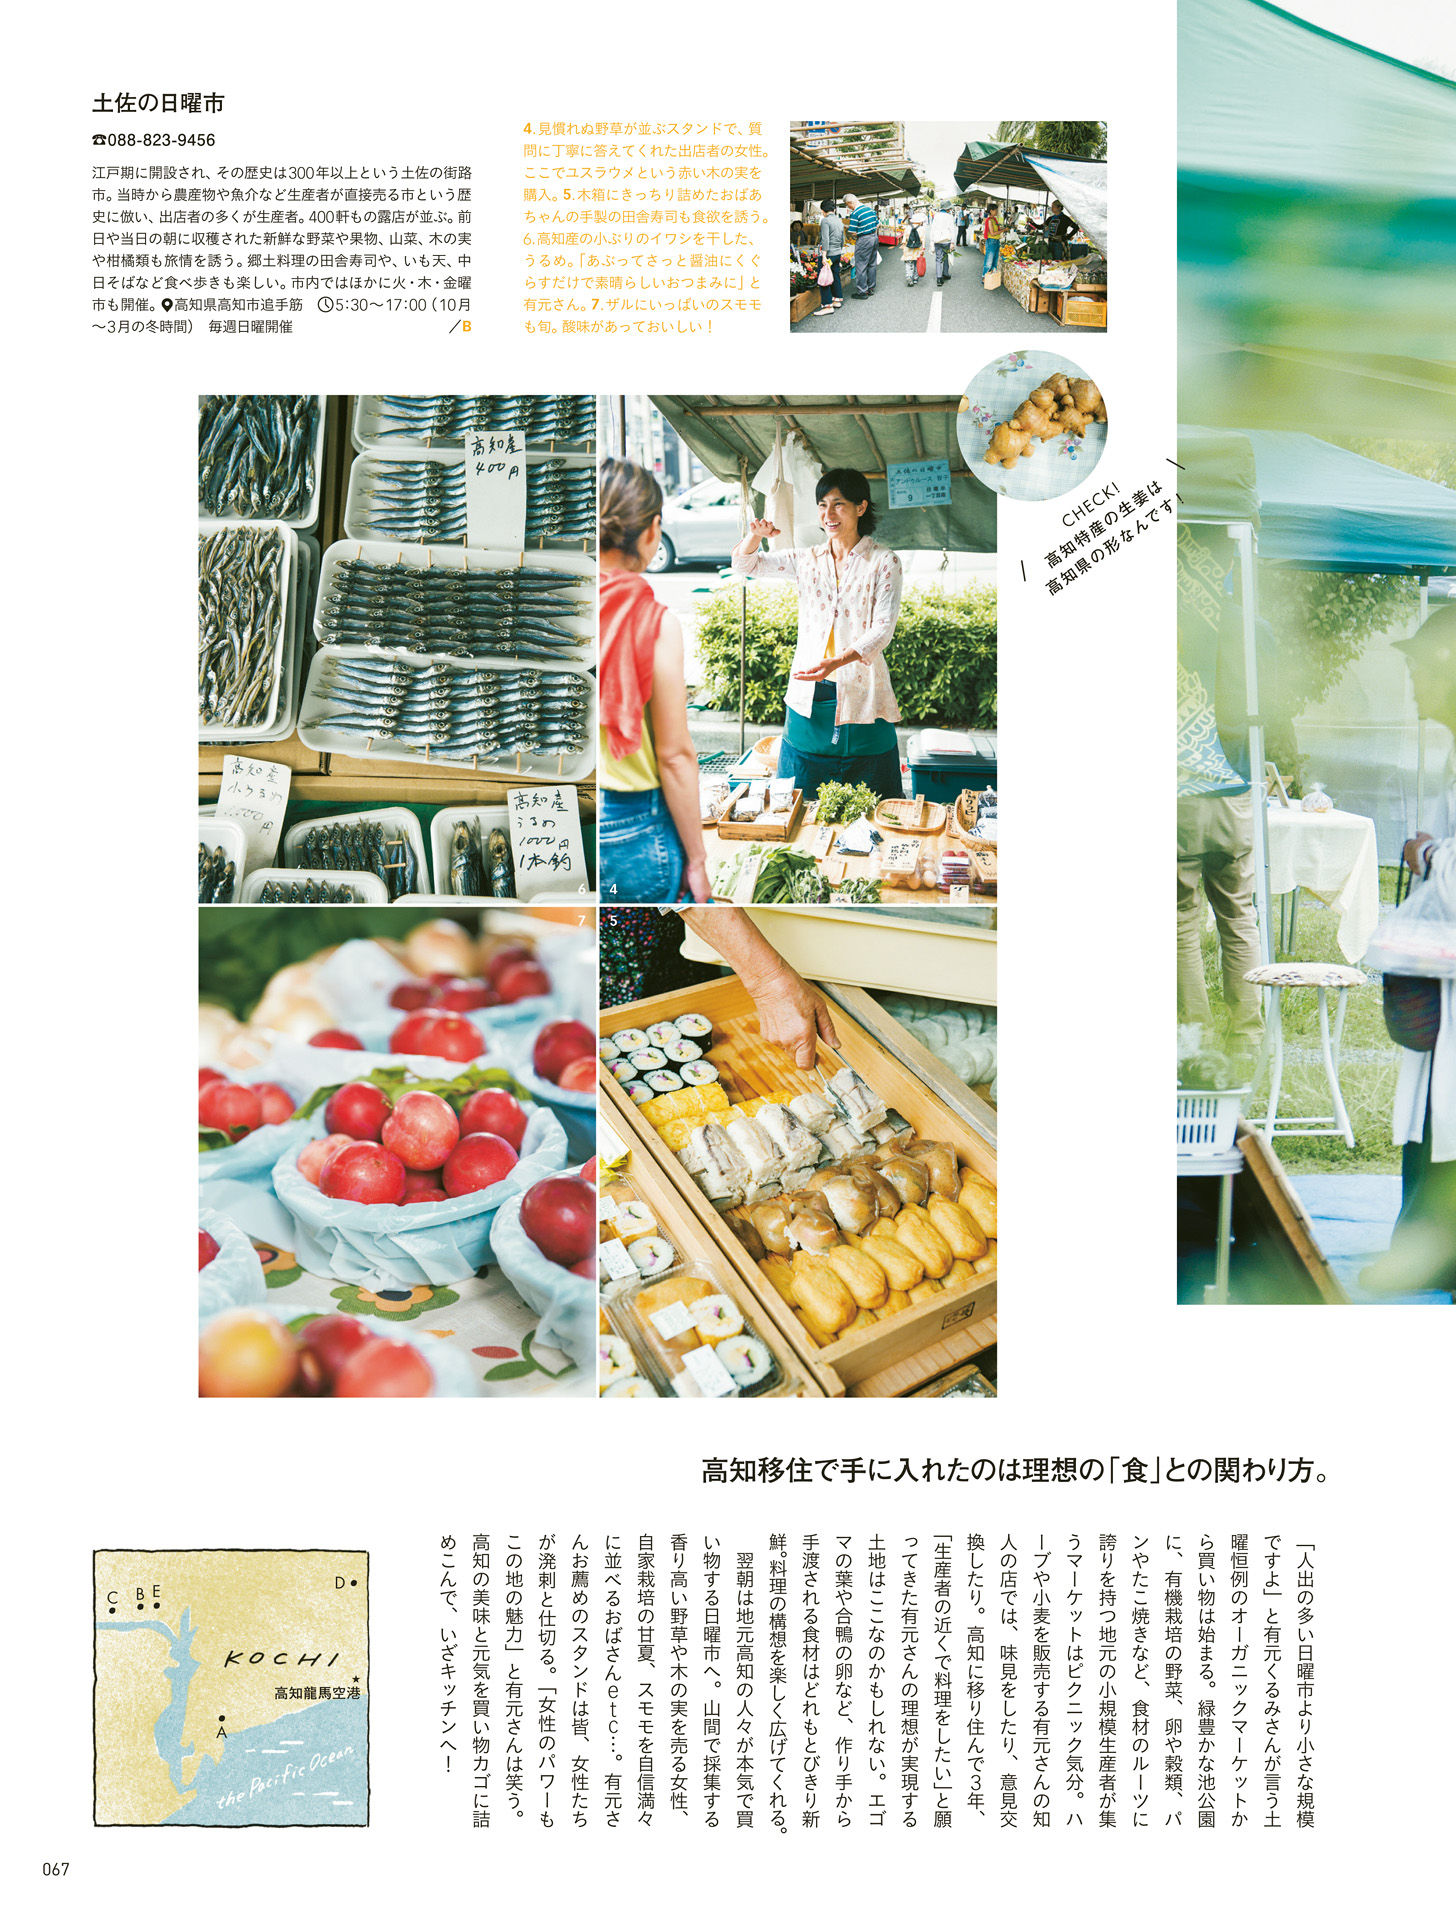 土佐の日曜市
☎088-823-9456
江戸期に開設され、その歴史は300年以上という土佐の街路
市。当時から農産物や魚介など生産者が直接売る市という歴
史に倣い、出店者の多くが生産者。400軒もの露店が並ぶ。前
日や当日の朝に収穫された新鮮な野菜や果物、山菜、木の実
や柑橘類も旅情を誘う。郷土料理の田舎寿司や、いも天、中
日そばなど食べ歩きも楽しい。市内ではほかに火・木・金曜
市も開催。高知県高知市追手筋 5:30〜17:00（10月
〜3月の冬時間） 毎週日曜開催 ／B
4.見慣れぬ野草が並ぶスタンドで、質
問に丁寧に答えてくれた出店者の女性。
ここでユスラウメという赤い木の実を
購入。5.木箱にきっちり詰めたおばあ
ちゃんの手製の田舎寿司も食欲を誘う。
6.高知産の小ぶりのイワシを干した、
うるめ。「あぶってさっと醤油にくぐ
らすだけで素晴らしいおつまみに」と
有元さん。7.ザルにいっぱいのスモモ
も旬。酸味があっておいしい！
CHECK!
高知特産の生姜は
高知県の形なんです！
高知産
400円
高知産
小うるめ
1000円
高知産
うるめ
1000円
1本釣
土佐の日曜市
アンドゥルース 智子
9
6
4
7
5
高知移住で手に入れたのは理想の「食」との関わり方。
「人出の多い日曜市より小さな規模
ですよ」と有元くるみさんが言う土
曜恒例のオーガニックマーケットか
ら買い物は始まる。緑豊かな池公園
に、有機栽培の野菜、卵や穀類、パ
ンやたこ焼きなど、食材のルーツに
誇りを持つ地元の小規模生産者が集
うマーケットはピクニック気分。ハ
ーブや小麦を販売する有元さんの知
人の店では、味見をしたり、意見交
換したり。高知に移り住んで3年、
「生産者の近くで料理をしたい」と願
ってきた有元さんの理想が実現する
土地はここなのかもしれない。エゴ
マの葉や合鴨の卵など、作り手から
手渡される食材はどれもとびきり新
鮮。料理の構想を楽しく広げてくれる。
翌朝は地元高知の人々が本気で買
い物する日曜市へ。山間で採集する
香り高い野草や木の実を売る女性、
自家栽培の甘夏、スモモを自信満々
に並べるおばさんetc…。有元さ
んお薦めのスタンドは皆、女性たち
が溌剌と仕切る。「女性のパワーも
この地の魅力」と有元さんは笑う。
高知の美味と元気を買い物カゴに詰
めこんで、いざキッチンへ！
C
B
E
D
KOCHI
高知龍馬空港
A
the Pacific Ocean
067